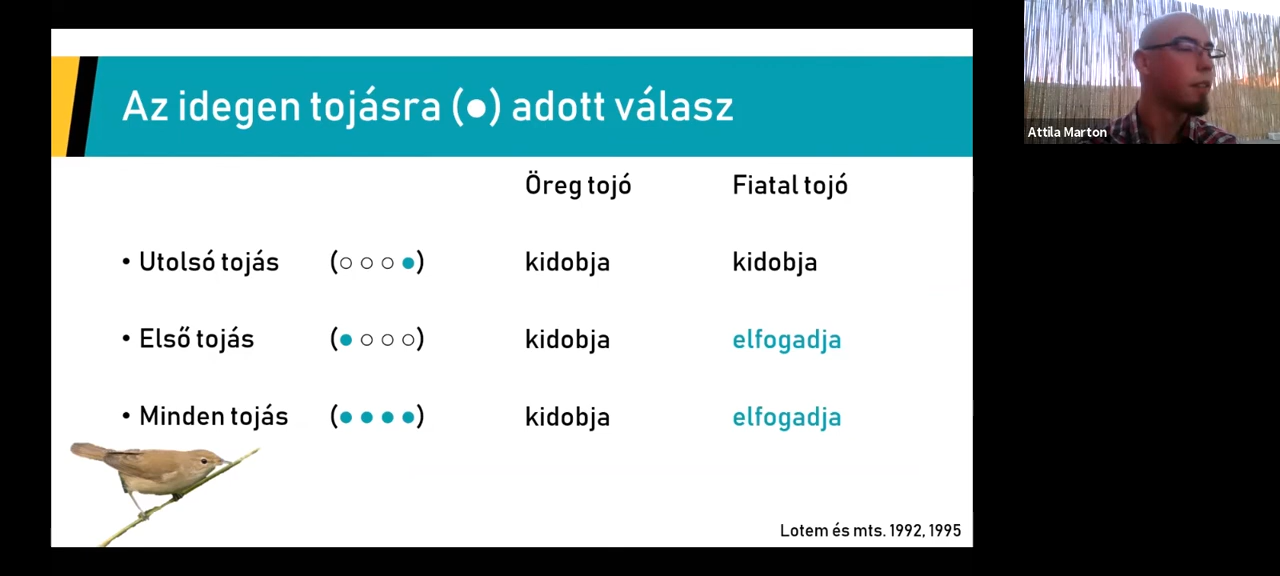 Az idegen tojásra (●) adott válasz
Attila Marton
Öreg tojó Fiatal tojó
• Utolsó tojás (○ ○ ○ ●) kidobja kidobja
• Első tojás (● ○ ○ ○) kidobja elfogadja
• Minden tojás (● ● ● ●) kidobja elfogadja
Lotem és mts. 1992, 1995